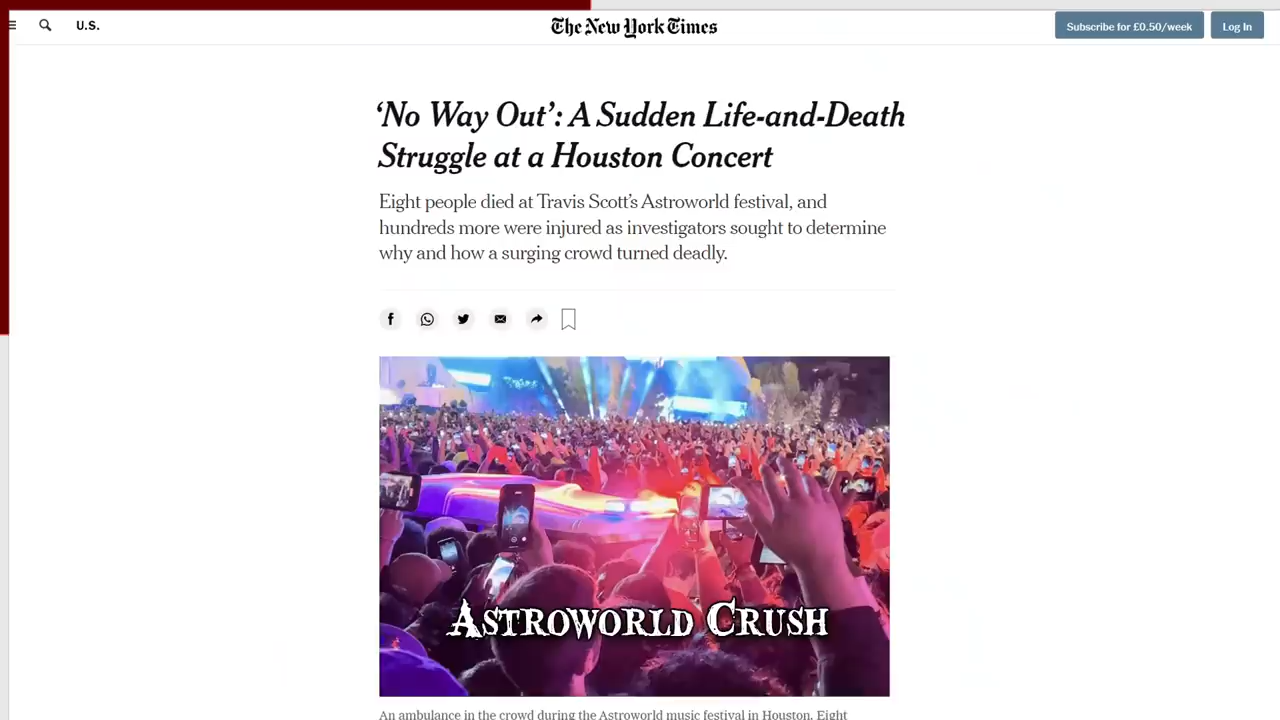 U.S.
The New York Times
Subscribe for £0.50/week
Log In
‘No Way Out’: A Sudden Life-and-Death
Struggle at a Houston Concert
Eight people died at Travis Scott’s Astroworld festival, and
hundreds more were injured as investigators sought to determine
why and how a surging crowd turned deadly.
Astroworld Crush
An ambulance in the crowd during the Astroworld music festival in Houston. Eight